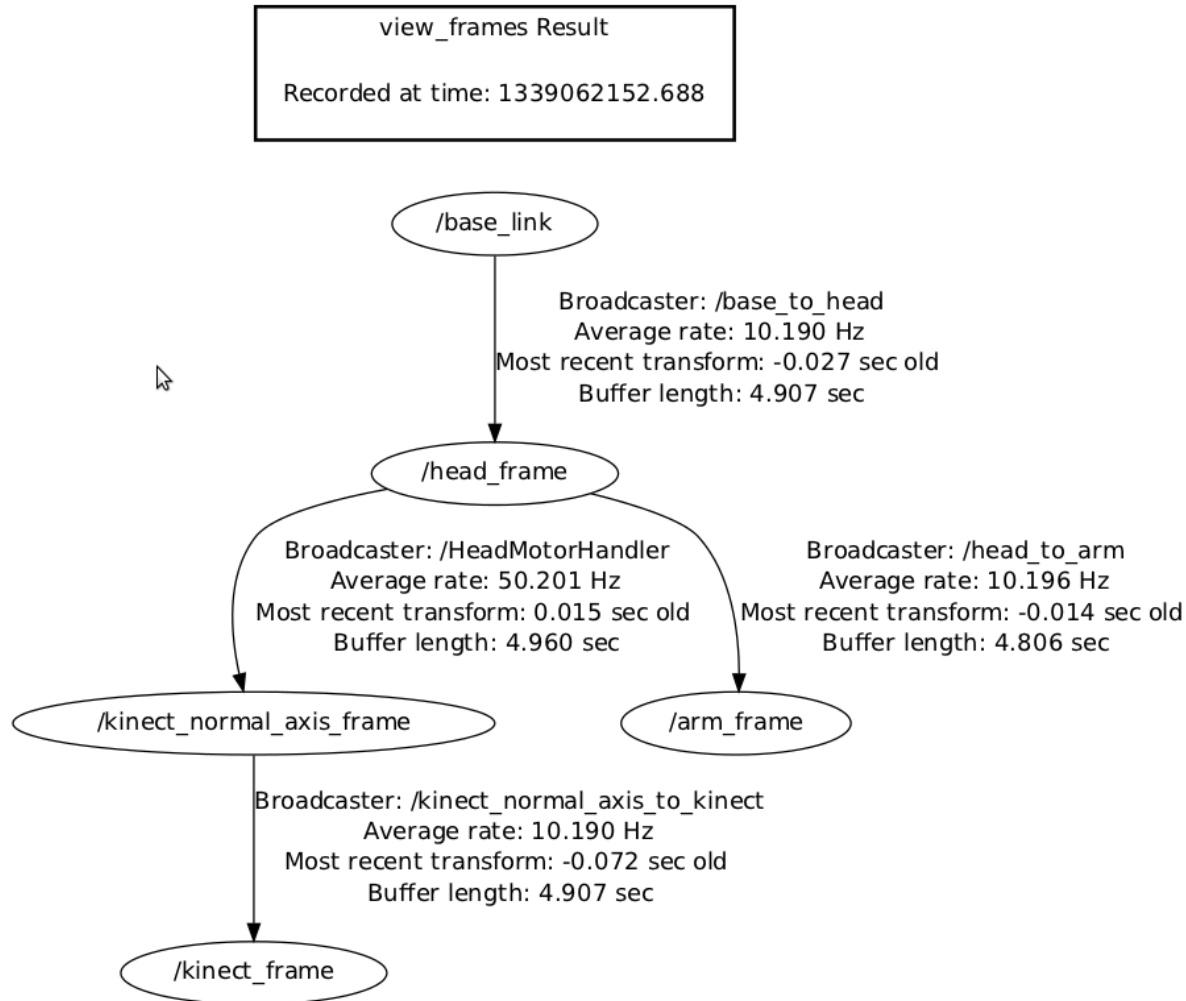 view_frames Result
Recorded at time: 1339062152.688
/base_link
Broadcaster: /base_to_head
Average rate: 10.190 Hz
Most recent transform: -0.027 sec old
Buffer length: 4.907 sec
/head_frame
Broadcaster: /HeadMotorHandler
Average rate: 50.201 Hz
Most recent transform: 0.015 sec old
Buffer length: 4.960 sec
Broadcaster: /head_to_arm
Average rate: 10.196 Hz
Most recent transform: -0.014 sec old
Buffer length: 4.806 sec
/kinect_normal_axis_frame
/arm_frame
Broadcaster: /kinect_normal_axis_to_kinect
Average rate: 10.190 Hz
Most recent transform: -0.072 sec old
Buffer length: 4.907 sec
/kinect_frame